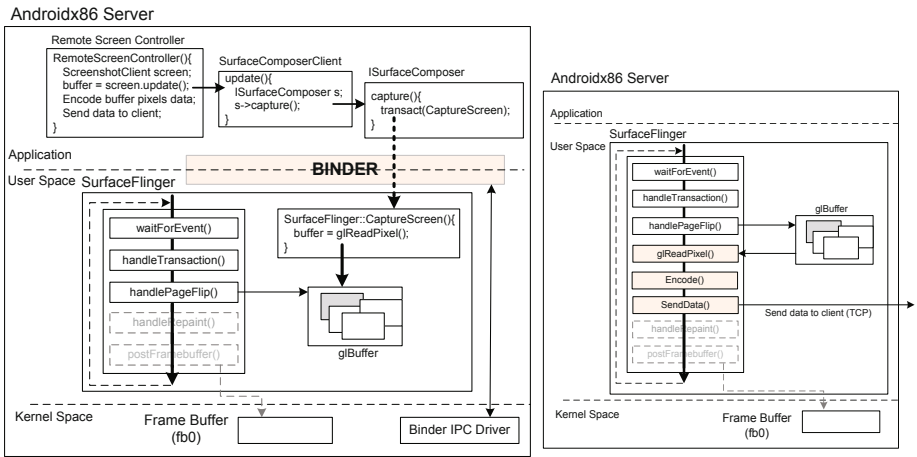 Androidx86 Server
Remote Screen Controller
RemoteScreenController(){
ScreenshotClient screen;
buffer = screen.update();
Encode buffer pixels data;
Send data to client;
}
SurfaceComposerClient
update(){
ISurfaceComposer s;
s->capture();
}
ISurfaceComposer
capture(){
transact(CaptureScreen);
}
Application
BINDER
User Space
SurfaceFlinger
waitForEvent()
handleTransaction()
handlePageFlip()
handleRepaint()
postFramebuffer()
SurfaceFlinger::CaptureScreen(){
buffer = glReadPixel();
}
glBuffer
Kernel Space
Frame Buffer
(fb0)
Binder IPC Driver
Androidx86 Server
Application
SurfaceFlinger
User Space
waitForEvent()
handleTransaction()
handlePageFlip()
glReadPixel()
Encode()
SendData()
handleRepaint()
postFramebuffer()
glBuffer
Send data to client (TCP)
Kernel Space
Frame Buffer
(fb0)